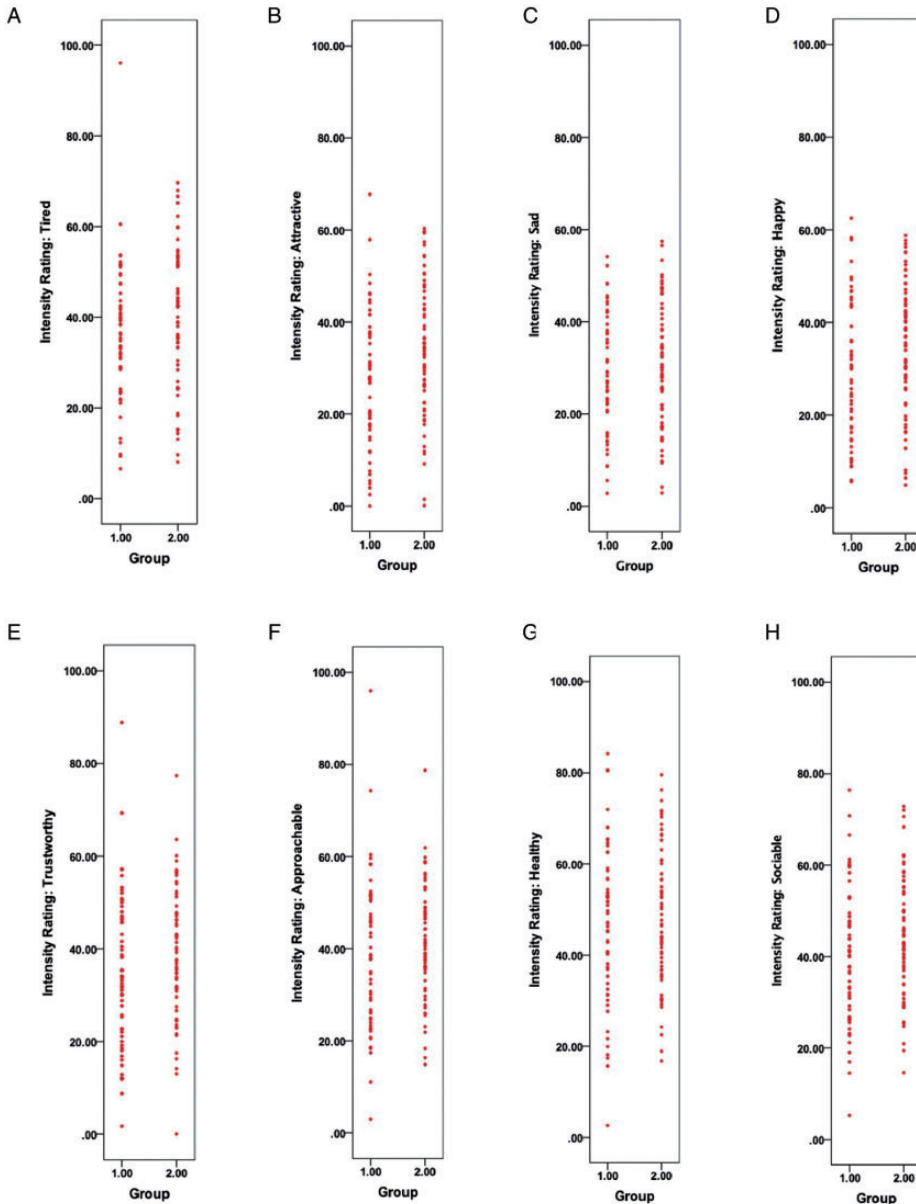 A
100.00
80.00
60.00
40.00
20.00
.00
Intensity Rating: Tired
1.00 2.00
Group
B
100.00
80.00
60.00
40.00
20.00
.00
Intensity Rating: Attractive
1.00 2.00
Group
C
100.00
80.00
60.00
40.00
20.00
.00
Intensity Rating: Sad
1.00 2.00
Group
D
100.00
80.00
60.00
40.00
20.00
.00
Intensity Rating: Happy
1.00 2.00
Group
E
100.00
80.00
60.00
40.00
20.00
.00
Intensity Rating: Trustworthy
1.00 2.00
Group
F
100.00
80.00
60.00
40.00
20.00
.00
Intensity Rating: Approachable
1.00 2.00
Group
G
100.00
80.00
60.00
40.00
20.00
.00
Intensity Rating: Healthy
1.00 2.00
Group
H
100.00
80.00
60.00
40.00
20.00
.00
Intensity Rating: Sociable
1.00 2.00
Group